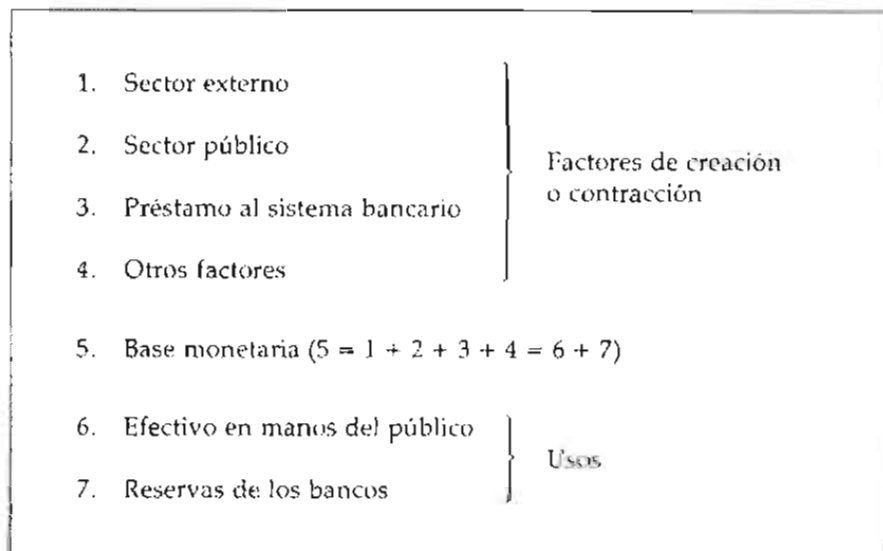 1. Sector externo
2. Sector público
3. Préstamo al sistema bancario
4. Otros factores
Factores de creación
o contracción
5. Base monetaria (5 = 1 + 2 + 3 + 4 = 6 + 7)
6. Efectivo en manos del público
7. Reservas de los bancos
Usos